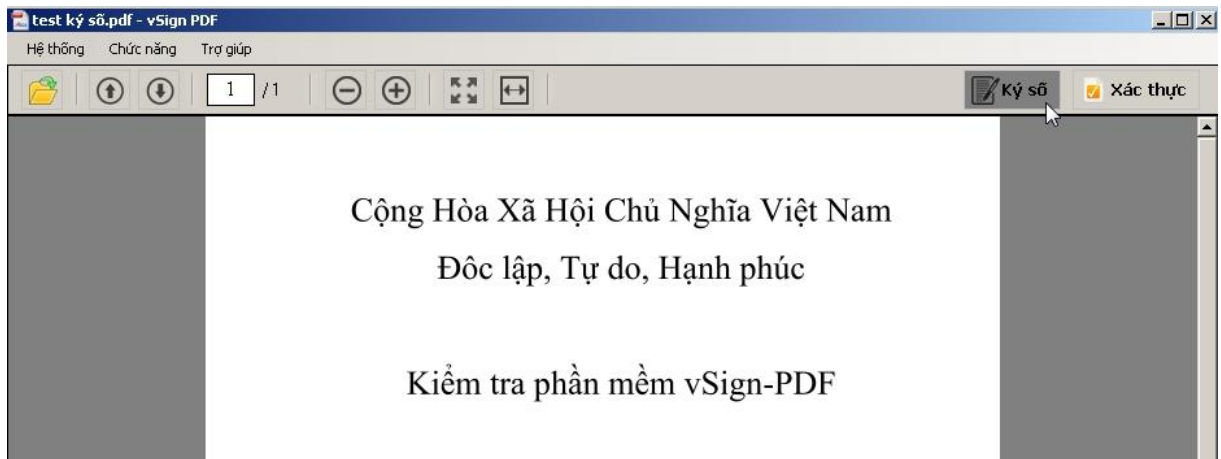 test ký số.pdf - vSign PDF
Hệ thống Chức năng Trợ giúp
1 /1 Ký số Xác thực
Cộng Hòa Xã Hội Chủ Nghĩa Việt Nam
Đôc lập, Tự do, Hạnh phúc
Kiểm tra phần mềm vSign-PDF